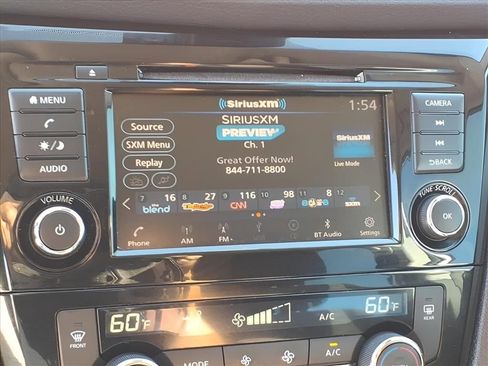 SiriusXM
1:54
MENU
AUDIO
VOLUME
Source
SXM Menu
Replay
SIRIUSXM
PREVIEW
Ch. 1
Great Offer Now!
844-711-8800
SiriusXM
Live Mode
CAMERA
BACK
TUNE·SCROLL
OK
7 16 8 27 9 116 10 98 11 8 12
blend
CNN
SXM
Phone
AM
FM
BT Audio
Settings
60°F
A/C
60°F
FRONT
MODE
A/C
REAR